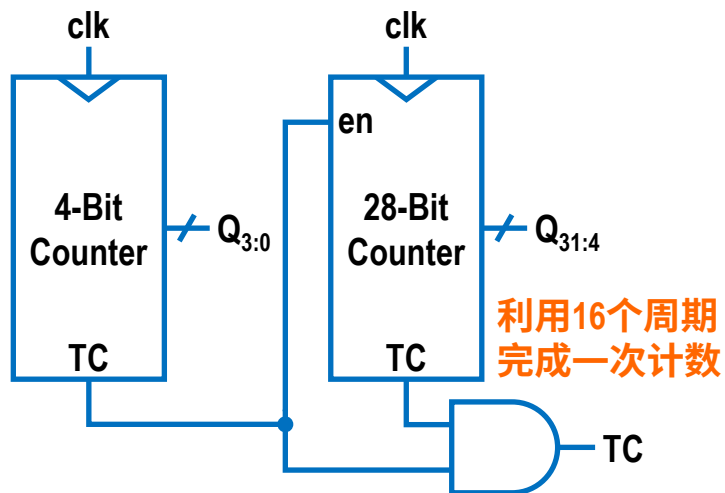 clk
clk
en
4-Bit
Counter
Q3:0
28-Bit
Counter
Q31:4
利用16个周期
完成一次计数
TC
TC
TC